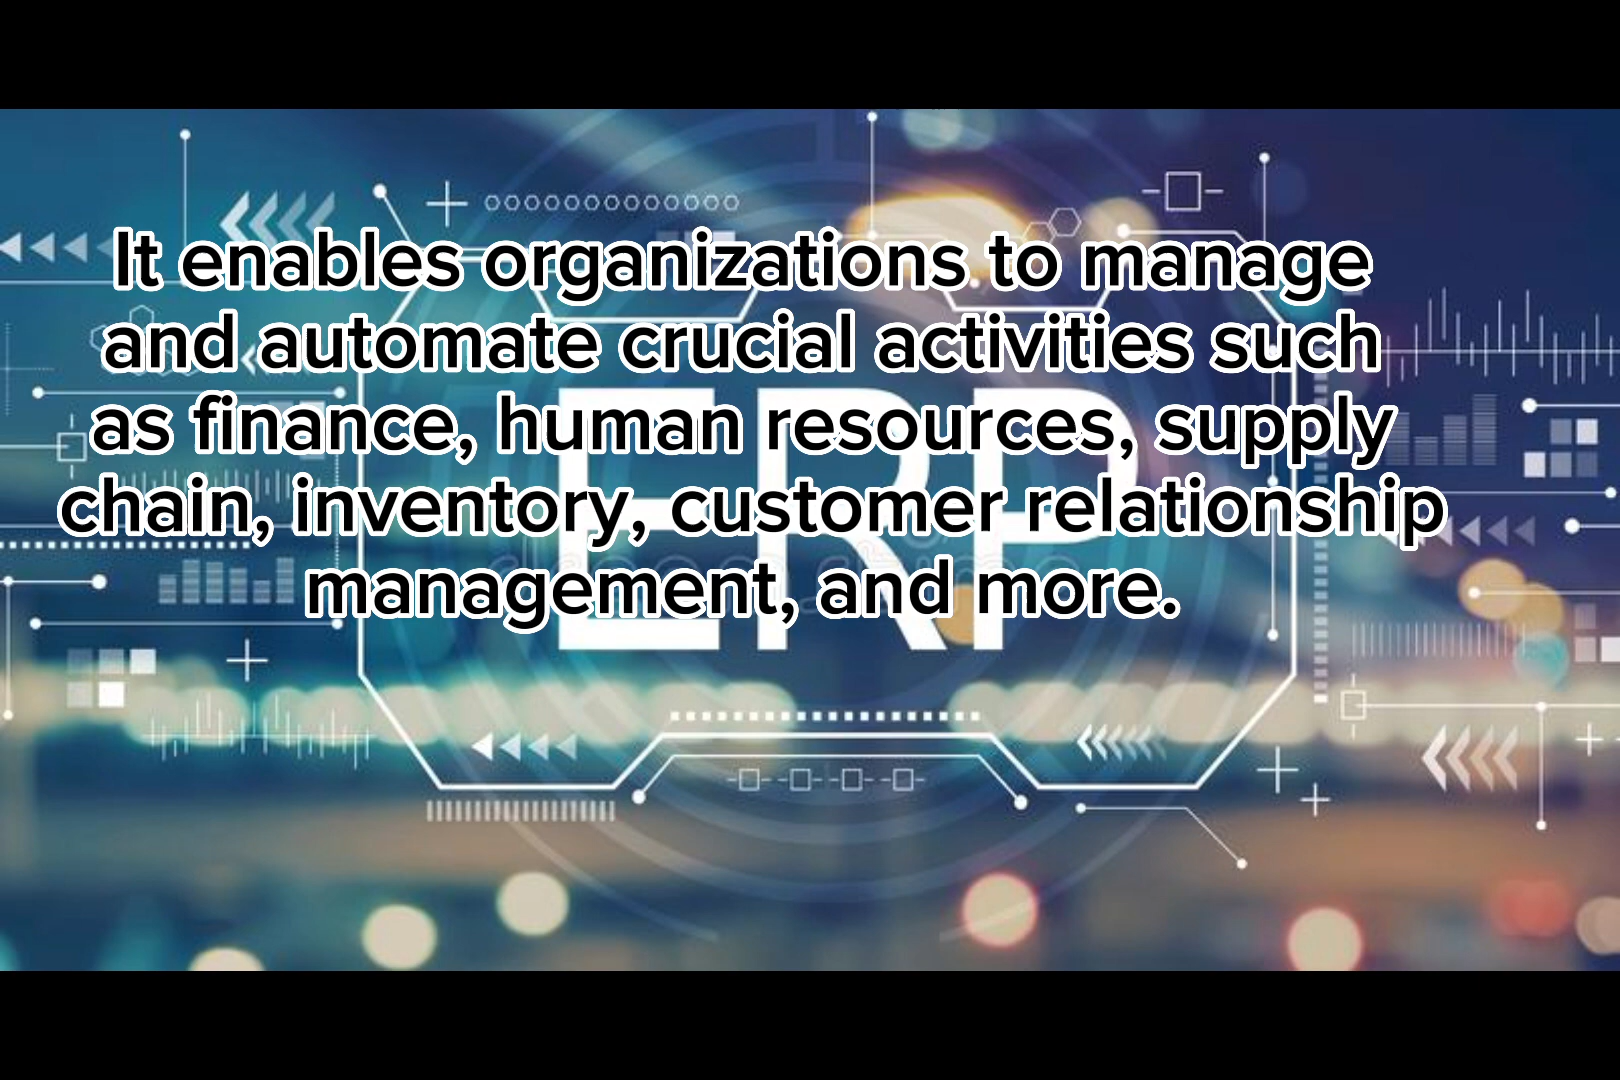 It enables organizations to manage
and automate crucial activities such
as finance, human resources, supply
chain, inventory, customer relationship
management, and more.
ERP